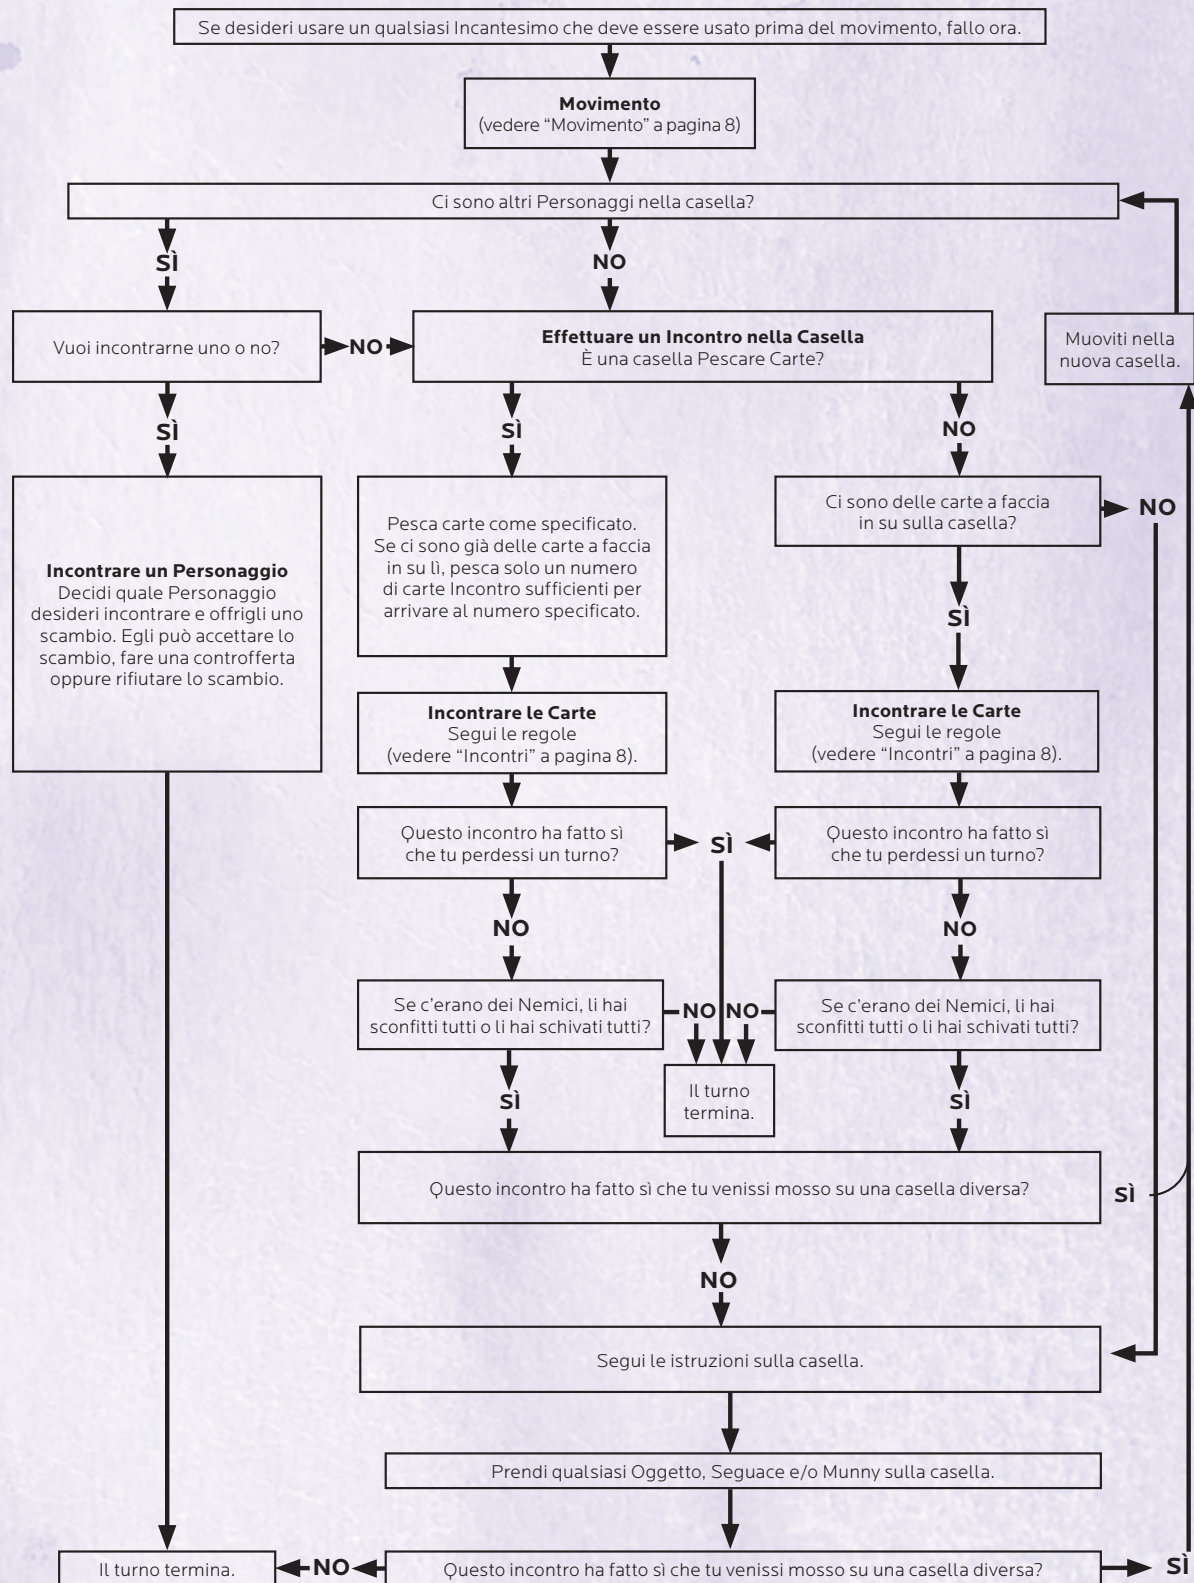 Se desideri usare un qualsiasi Incantesimo che deve essere usato prima del movimento, fallo ora.
Movimento
(vedere “Movimento” a pagina 8)
Ci sono altri Personaggi nella casella?
SÌ
NO
Vuoi incontrarne uno o no?
NO
Effettuare un Incontro nella Casella
È una casella Pescare Carte?
Muoviti nella
nuova casella.
SÌ
SÌ
NO
Incontrare un Personaggio
Decidi quale Personaggio
desideri incontrare e offrigli uno
scambio. Egli può accettare lo
scambio, fare una controfferta
oppure rifiutare lo scambio.
Pesca carte come specificato.
Se ci sono già delle carte a faccia
in su lì, pesca solo un numero
di carte Incontro sufficienti per
arrivare al numero specificato.
Ci sono delle carte a faccia
in su sulla casella?
NO
SÌ
Incontrare le Carte
Segui le regole
(vedere “Incontri” a pagina 8).
Incontrare le Carte
Segui le regole
(vedere “Incontri” a pagina 8).
Questo incontro ha fatto sì
che tu perdessi un turno?
SÌ
Questo incontro ha fatto sì
che tu perdessi un turno?
NO
NO
Se c'erano dei Nemici, li hai
sconfitti tutti o li hai schivati tutti?
NO
NO
Se c'erano dei Nemici, li hai
sconfitti tutti o li hai schivati tutti?
SÌ
Il turno
termina.
SÌ
Questo incontro ha fatto sì che tu venissi mosso su una casella diversa?
SÌ
NO
Segui le istruzioni sulla casella.
Prendi qualsiasi Oggetto, Seguace e/o Munny sulla casella.
Il turno termina.
NO
Questo incontro ha fatto sì che tu venissi mosso su una casella diversa?
SÌ